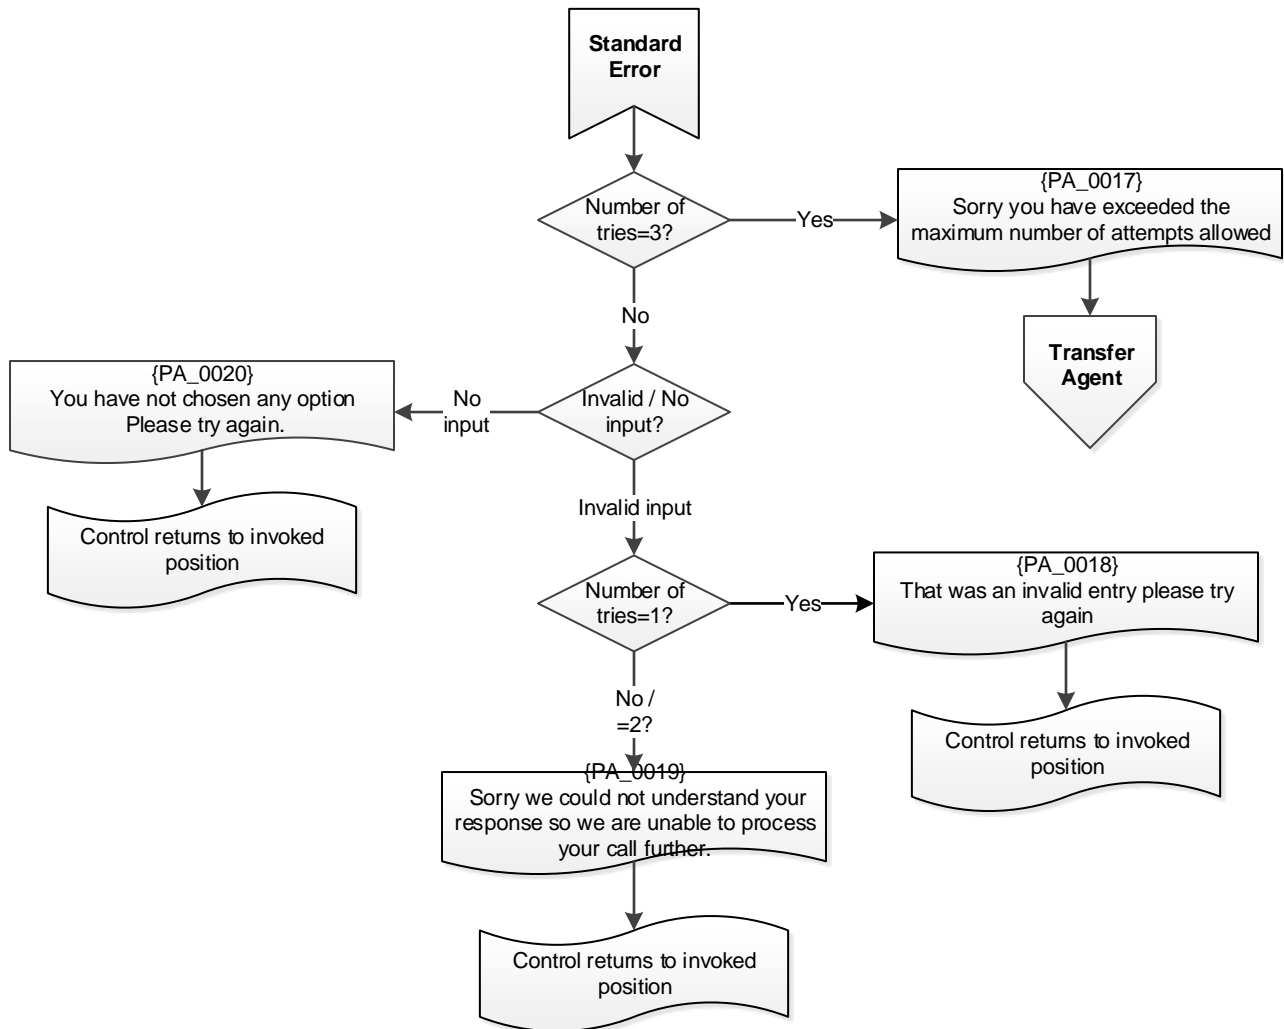 Standard
Error
Number of
tries=3?
Yes
{PA_0017}
Sorry you have exceeded the
maximum number of attempts allowed
Transfer
Agent
No
Invalid / No
input?
No
input
{PA_0020}
You have not chosen any option
Please try again.
Control returns to invoked
position
Invalid input
Number of
tries=1?
Yes
{PA_0018}
That was an invalid entry please try
again
Control returns to invoked
position
No /
=2?
{PA_0019}
Sorry we could not understand your
response so we are unable to process
your call further.
Control returns to invoked
position